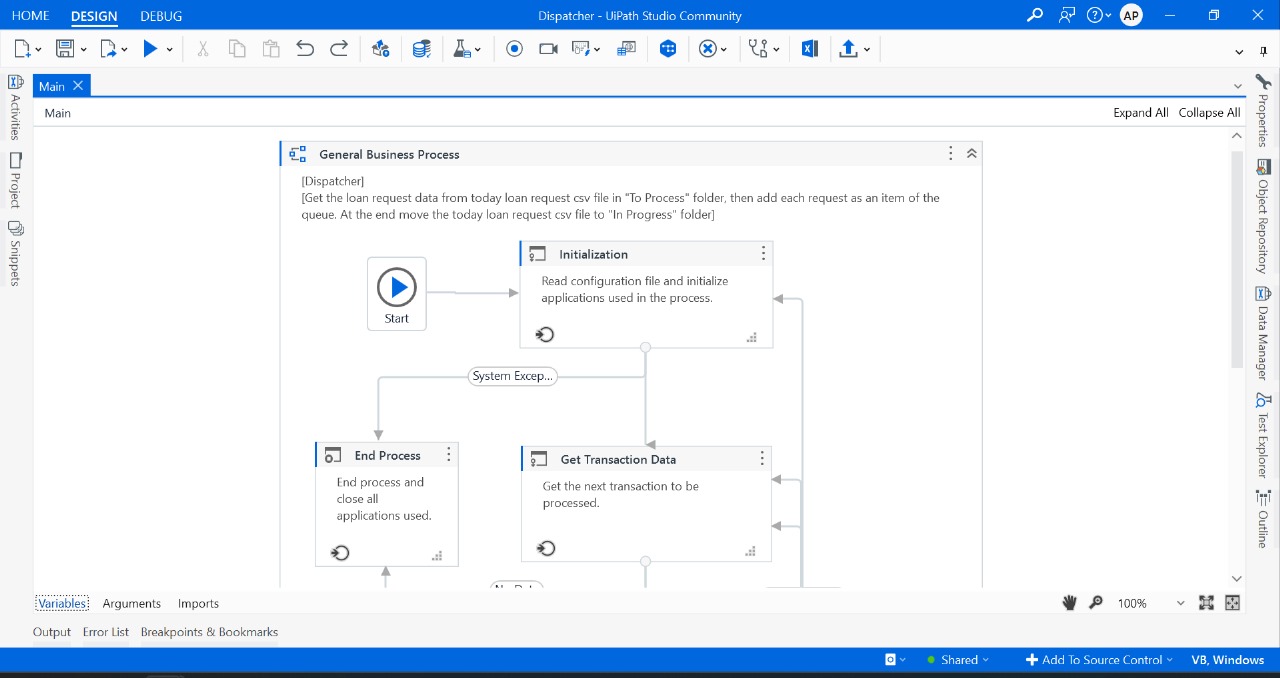 HOME DESIGN DEBUG
Dispatcher - UiPath Studio Community
AP
Main
Main
Expand All Collapse All
Activities
Project
Snippets
Properties
Object Repository
Data Manager
Test Explorer
Outline
General Business Process
[Dispatcher]
[Get the loan request data from today loan request csv file in "To Process" folder, then add each request as an item of the
queue. At the end move the today loan request csv file to "In Progress" folder]
Start
Initialization
Read configuration file and initialize
applications used in the process.
System Excep...
End Process
End process and
close all
applications used.
Get Transaction Data
Get the next transaction to be
processed.
Variables Arguments Imports
100%
Output Error List Breakpoints & Bookmarks
Shared
Add To Source Control
VB, Windows